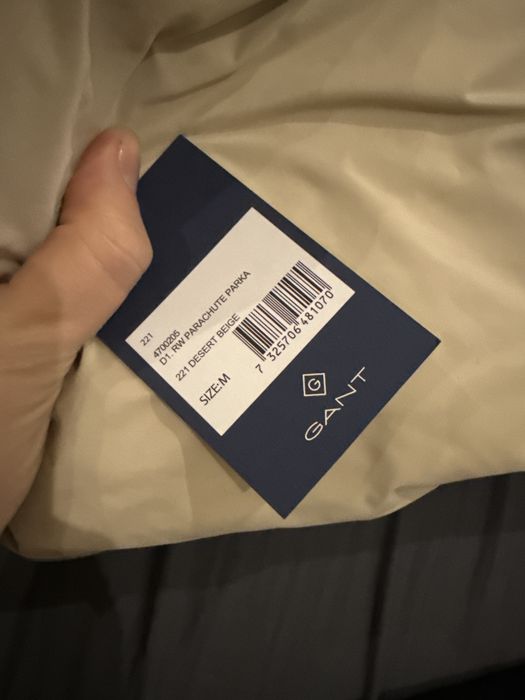 221
4700205
D1. RW PARACHUTE PARKA
221 DESERT BEIGE
SIZE:M
7 325706 481070
G
GANT